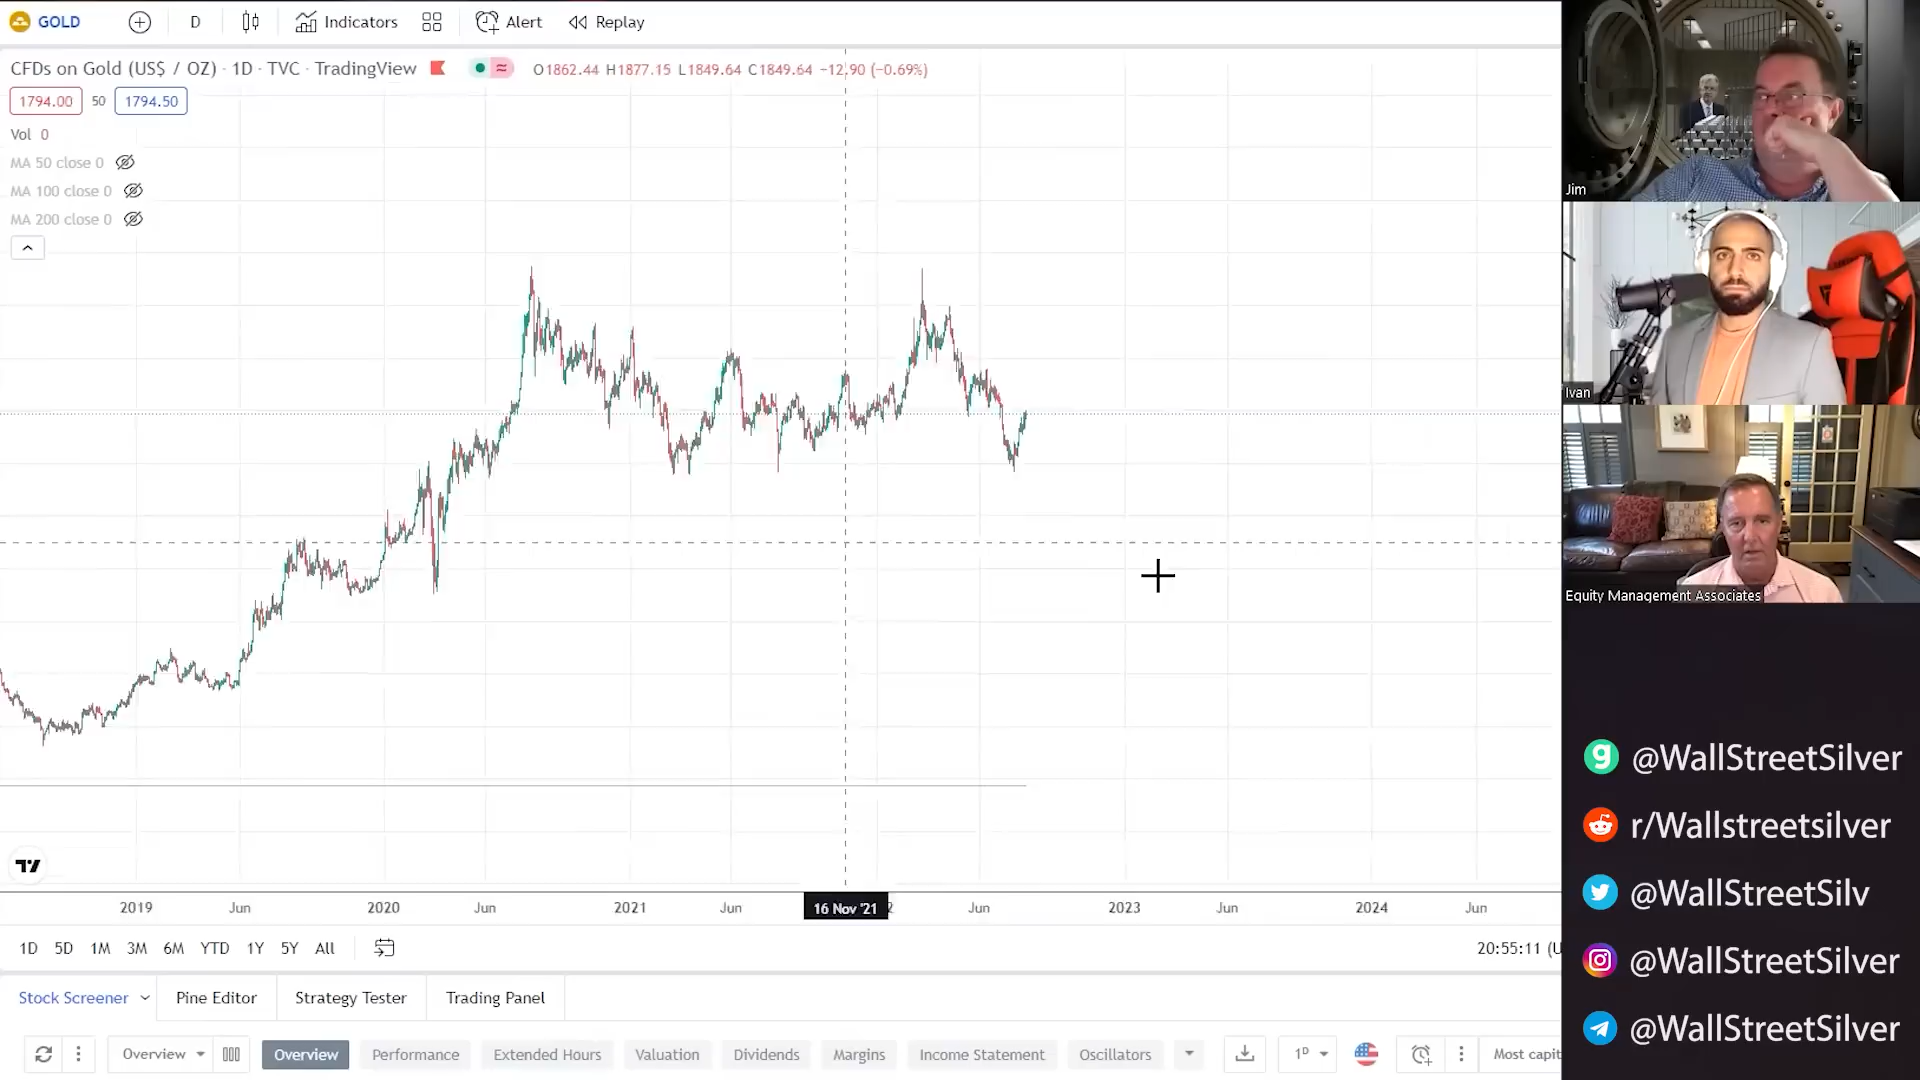 GOLD D Indicators Alert Replay
CFDs on Gold (US$ / OZ) · 1D · TVC · TradingView O1862.44 H1877.15 L1849.64 C1849.64 −12.90 (−0.69%)
1794.00 50 1794.50
Vol 0
MA 50 close 0
MA 100 close 0
MA 200 close 0
Jim
Ivan
Equity Management Associates
@WallStreetSilver
r/Wallstreetsilver
@WallStreetSilv
@WallStreetSilver
@WallStreetSilver
2019 Jun 2020 Jun 2021 Jun 16 Nov '21 2 Jun 2023 Jun 2024 Jun
1D 5D 1M 3M 6M YTD 1Y 5Y All 20:55:11 (U
Stock Screener Pine Editor Strategy Tester Trading Panel
Overview Overview Performance Extended Hours Valuation Dividends Margins Income Statement Oscillators 1D Most capit